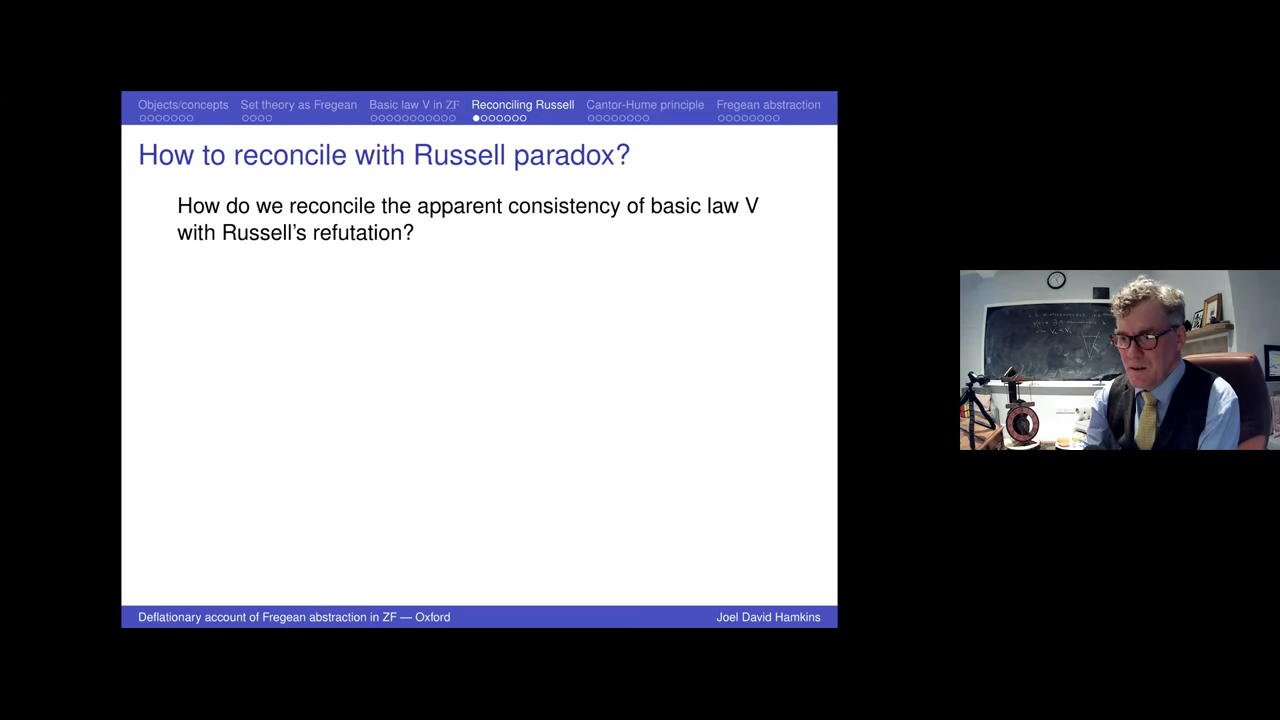 Objects/concepts Set theory as Fregean Basic law V in ZF Reconciling Russell Cantor-Hume principle Fregean abstraction
How to reconcile with Russell paradox?
How do we reconcile the apparent consistency of basic law V
with Russell's refutation?
Deflationary account of Fregean abstraction in ZF — Oxford Joel David Hamkins